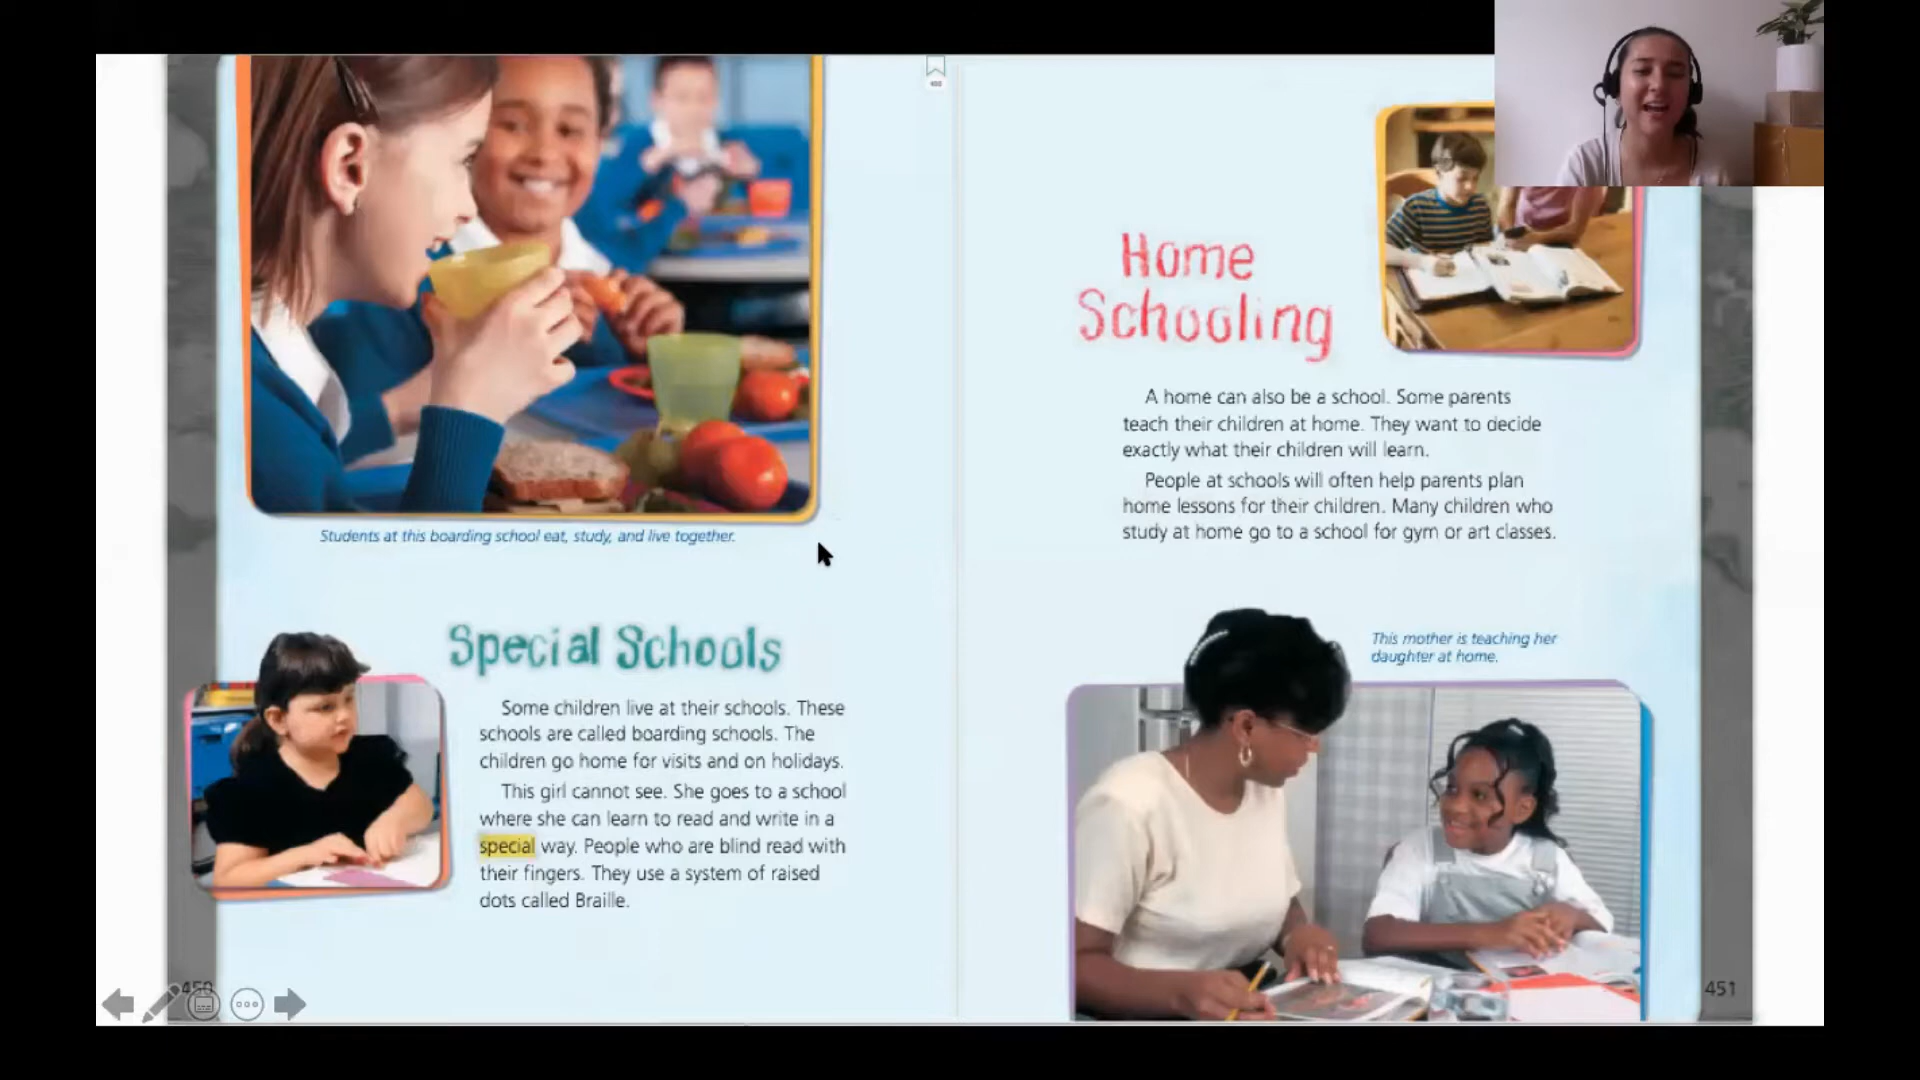 Students at this boarding school eat, study, and live together.
Special Schools
Some children live at their schools. These
schools are called boarding schools. The
children go home for visits and on holidays.
This girl cannot see. She goes to a school
where she can learn to read and write in a
special way. People who are blind read with
their fingers. They use a system of raised
dots called Braille.
450
450
Home
Schooling
A home can also be a school. Some parents
teach their children at home. They want to decide
exactly what their children will learn.
People at schools will often help parents plan
home lessons for their children. Many children who
study at home go to a school for gym or art classes.
This mother is teaching her
daughter at home.
451